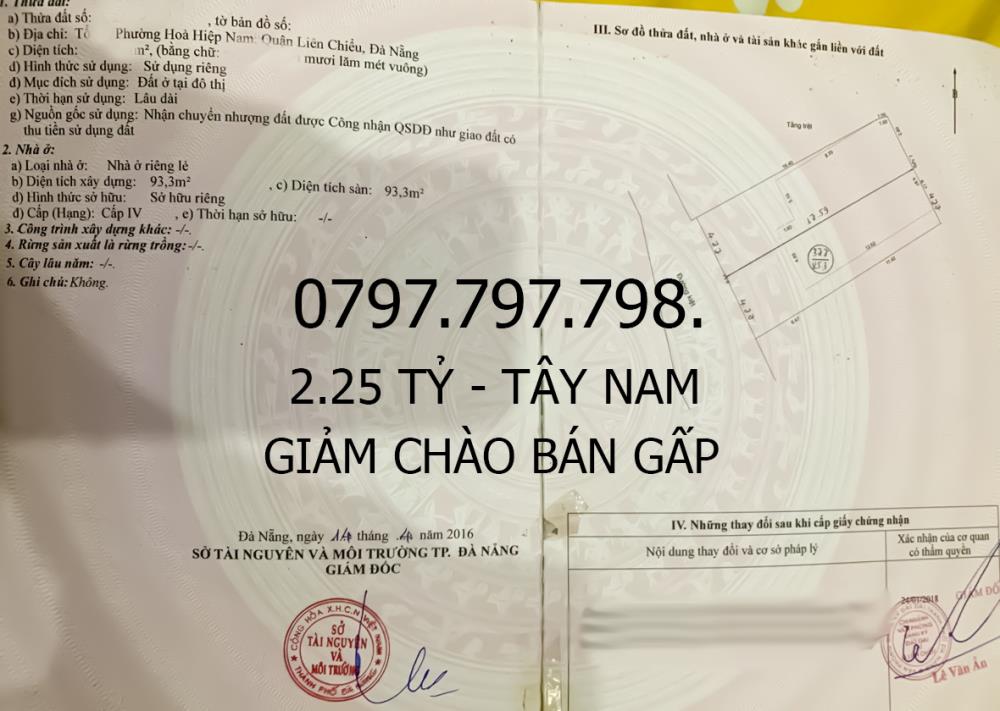 1. Thửa đất:
a) Thửa đất số: , tờ bản đồ số:
b) Địa chỉ: Tổ Phường Hoà Hiệp Nam, Quận Liên Chiểu, Đà Nẵng
c) Diện tích: m², (bằng chữ: mươi lăm mét vuông)
d) Hình thức sử dụng: Sử dụng riêng
đ) Mục đích sử dụng: Đất ở tại đô thị
e) Thời hạn sử dụng: Lâu dài
g) Nguồn gốc sử dụng: Nhận chuyển nhượng đất được Công nhận QSDĐ như giao đất có
thu tiền sử dụng đất
2. Nhà ở:
a) Loại nhà ở: Nhà ở riêng lẻ
b) Diện tích xây dựng: 93,3m² , c) Diện tích sàn: 93,3m²
d) Hình thức sở hữu: Sở hữu riêng
đ) Cấp (Hạng): Cấp IV , e) Thời hạn sở hữu: -/-
3. Công trình xây dựng khác: -/-.
4. Rừng sản xuất là rừng trồng: -/-.
5. Cây lâu năm: -/-.
6. Ghi chú: Không.
III. Sơ đồ thửa đất, nhà ở và tài sản khác gắn liền với đất
B
Tầng trệt
17.59
4.27
4.27
4.28
Đường kiệt
0797.797.798.
2.25 TỶ - TÂY NAM
GIẢM CHÀO BÁN GẤP
Đà Nẵng, ngày 14 tháng .4. năm 2016
SỞ TÀI NGUYÊN VÀ MÔI TRƯỜNG TP. ĐÀ NẴNG
GIÁM ĐỐC
CỘNG HÒA X.H.C.N VIỆT NAM
SỞ
TÀI NGUYÊN
VÀ
MÔI TRƯỜNG
THÀNH PHỐ ĐÀ NẴNG
IV. Những thay đổi sau khi cấp giấy chứng nhận
Nội dung thay đổi và cơ sở pháp lý
Xác nhận của cơ quan
có thẩm quyền
24/01/2018
GIÁM ĐỐ
Lê Văn Ân